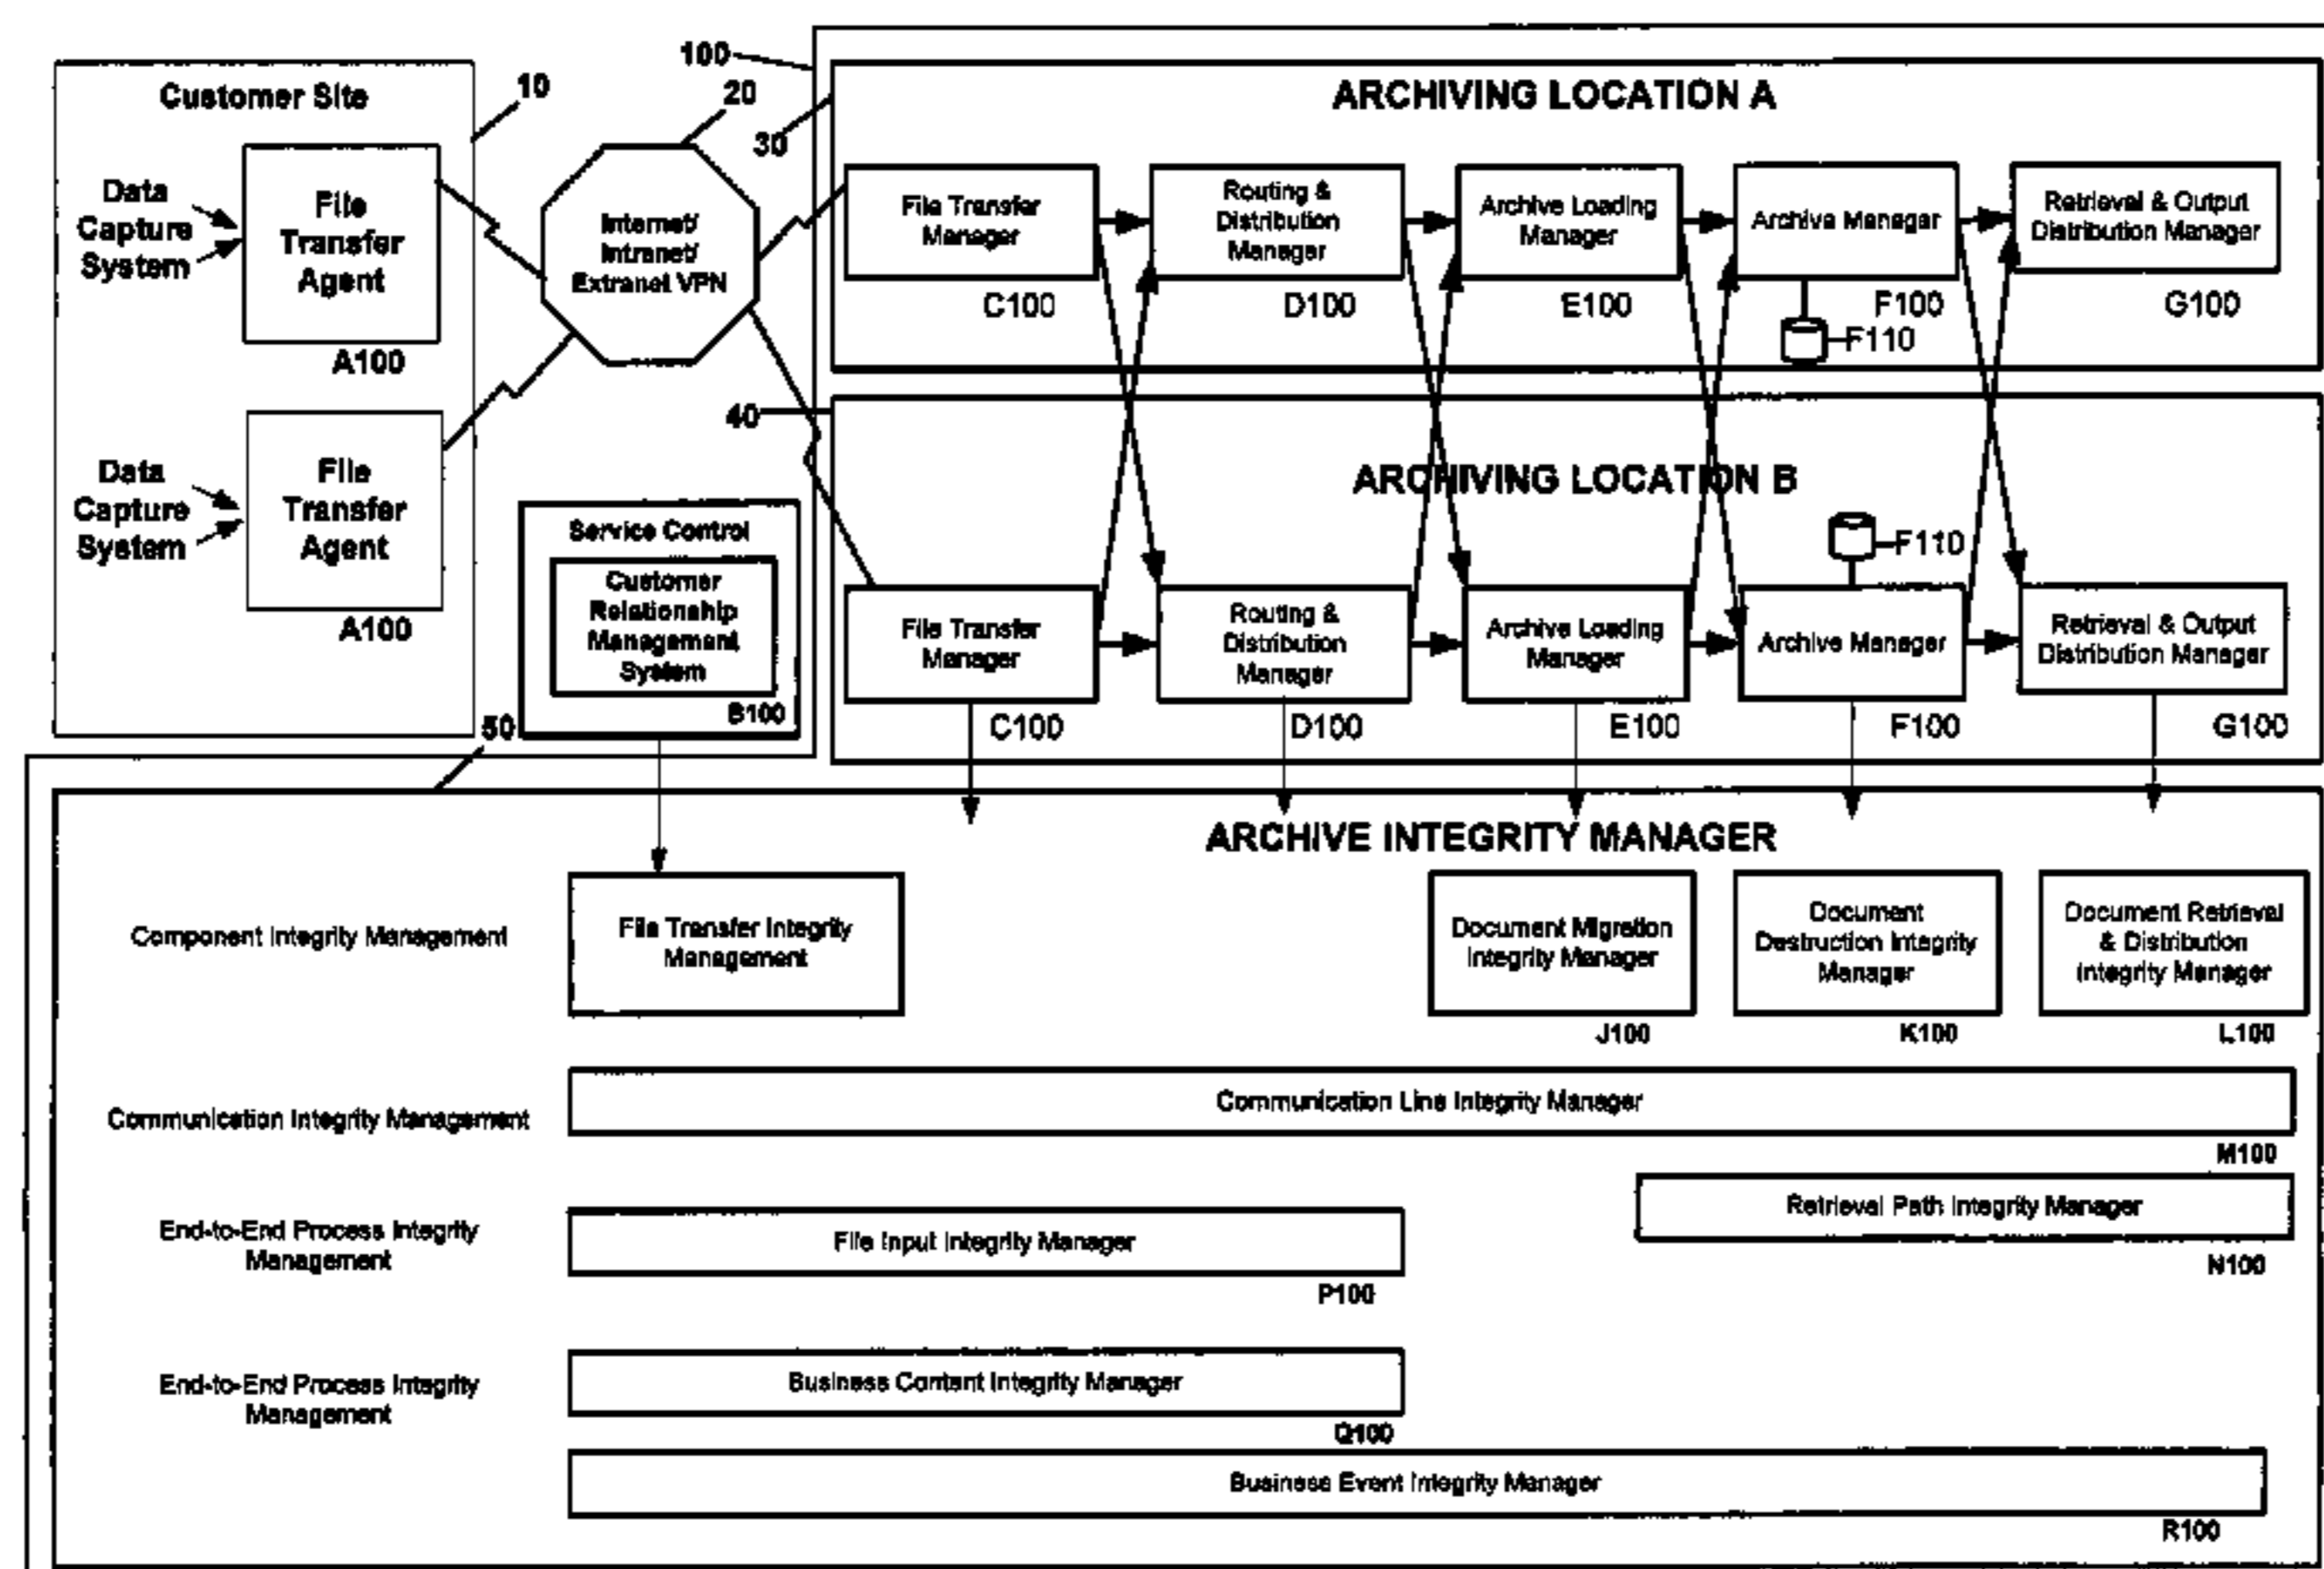 100
10
20
30
Customer Site
Data
Capture
System
File
Transfer
Agent
A100
Data
Capture
System
File
Transfer
Agent
A100
Internet/
Intranet/
Extranet VPN
ARCHIVING LOCATION A
File Transfer
Manager
C100
Routing &
Distribution
Manager
D100
Archive Loading
Manager
E100
Archive Manager
F100
F110
Retrieval & Output
Distribution Manager
G100
40
ARCHIVING LOCATION B
F110
File Transfer
Manager
C100
Routing &
Distribution
Manager
D100
Archive Loading
Manager
E100
Archive Manager
F100
Retrieval & Output
Distribution Manager
G100
Service Control
Customer
Relationship
Management
System
B100
50
ARCHIVE INTEGRITY MANAGER
Component Integrity Management
File Transfer Integrity
Management
Document Migration
Integrity Manager
J100
Document
Destruction Integrity
Manager
K100
Document Retrieval
& Distribution
Integrity Manager
L100
Communication Integrity Management
Communication Line Integrity Manager
M100
Retrieval Path Integrity Manager
N100
End-to-End Process Integrity
Management
File Input Integrity Manager
P100
End-to-End Process Integrity
Management
Business Content Integrity Manager
Q100
Business Event Integrity Manager
R100